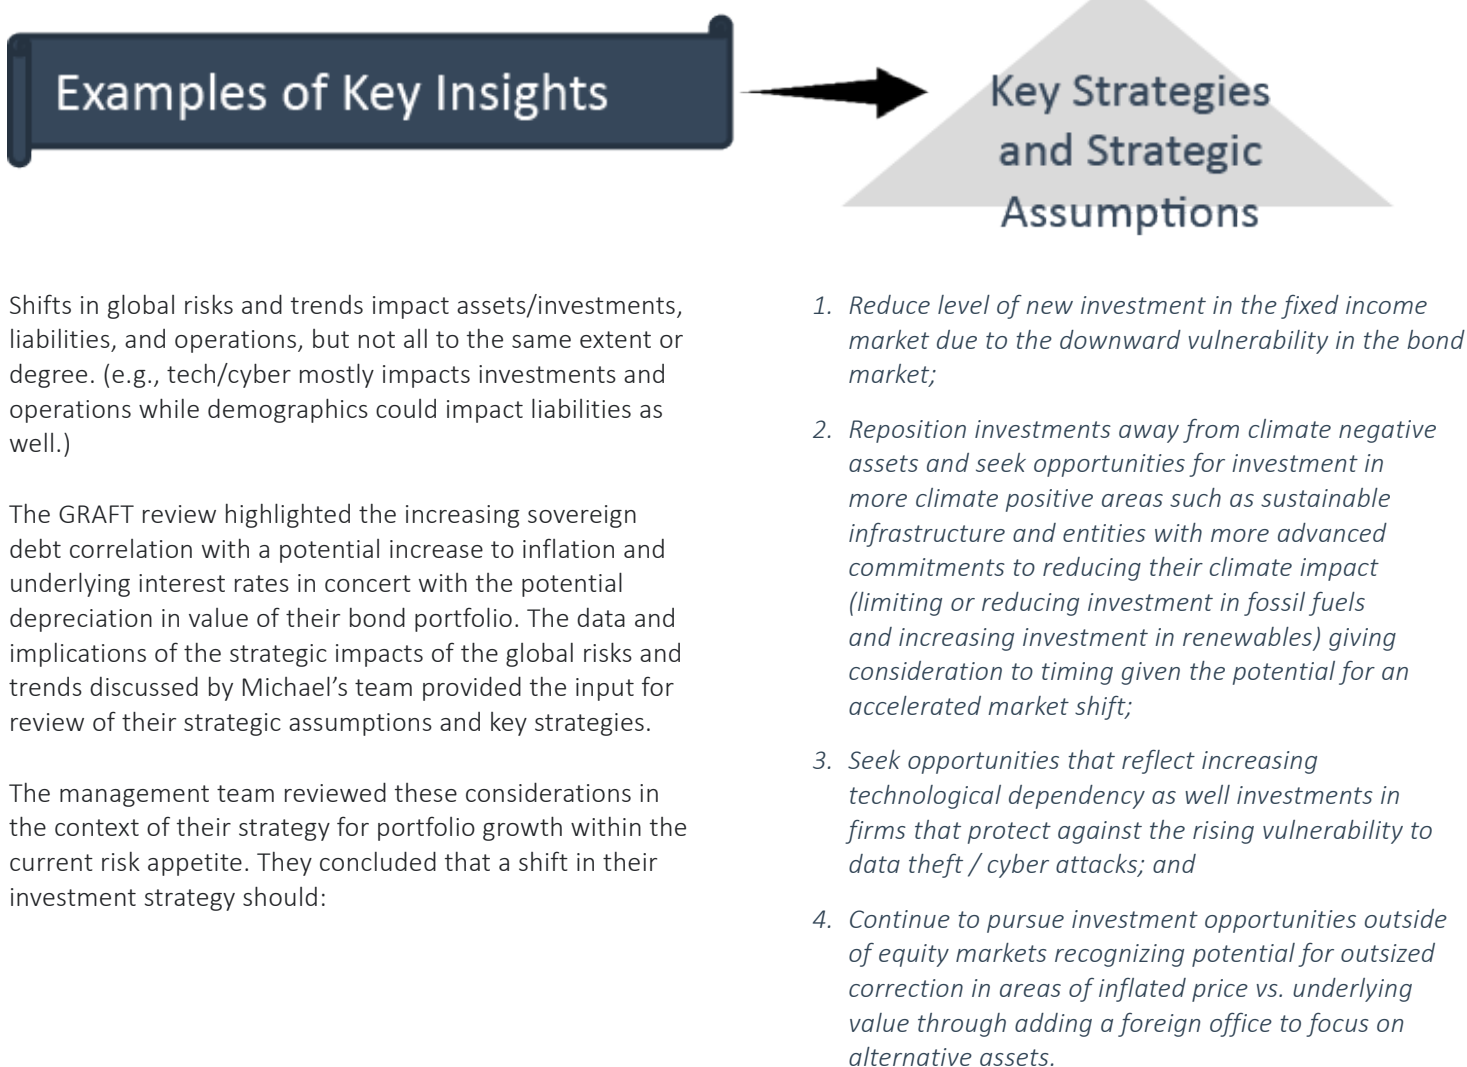 Examples of Key Insights
Key Strategies
and Strategic
Assumptions
Shifts in global risks and trends impact assets/investments,
liabilities, and operations, but not all to the same extent or
degree. (e.g., tech/cyber mostly impacts investments and
operations while demographics could impact liabilities as
well.)
The GRAFT review highlighted the increasing sovereign
debt correlation with a potential increase to inflation and
underlying interest rates in concert with the potential
depreciation in value of their bond portfolio. The data and
implications of the strategic impacts of the global risks and
trends discussed by Michael’s team provided the input for
review of their strategic assumptions and key strategies.
The management team reviewed these considerations in
the context of their strategy for portfolio growth within the
current risk appetite. They concluded that a shift in their
investment strategy should:
1. Reduce level of new investment in the fixed income
market due to the downward vulnerability in the bond
market;
2. Reposition investments away from climate negative
assets and seek opportunities for investment in
more climate positive areas such as sustainable
infrastructure and entities with more advanced
commitments to reducing their climate impact
(limiting or reducing investment in fossil fuels
and increasing investment in renewables) giving
consideration to timing given the potential for an
accelerated market shift;
3. Seek opportunities that reflect increasing
technological dependency as well investments in
firms that protect against the rising vulnerability to
data theft / cyber attacks; and
4. Continue to pursue investment opportunities outside
of equity markets recognizing potential for outsized
correction in areas of inflated price vs. underlying
value through adding a foreign office to focus on
alternative assets.